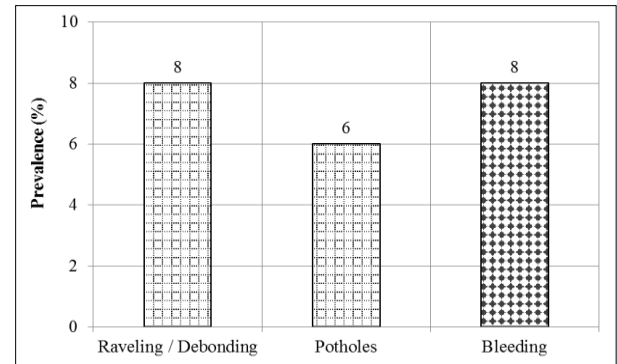 10
8
8
8
6
6
4
2
0
Prevalence (%)
Raveling / Debonding
Potholes
Bleeding